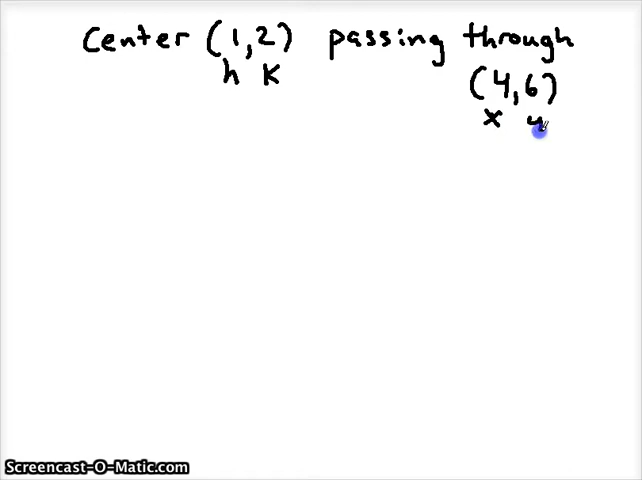 Center (1,2) passing through
h K
(4,6)
x y
Screencast-O-Matic.com